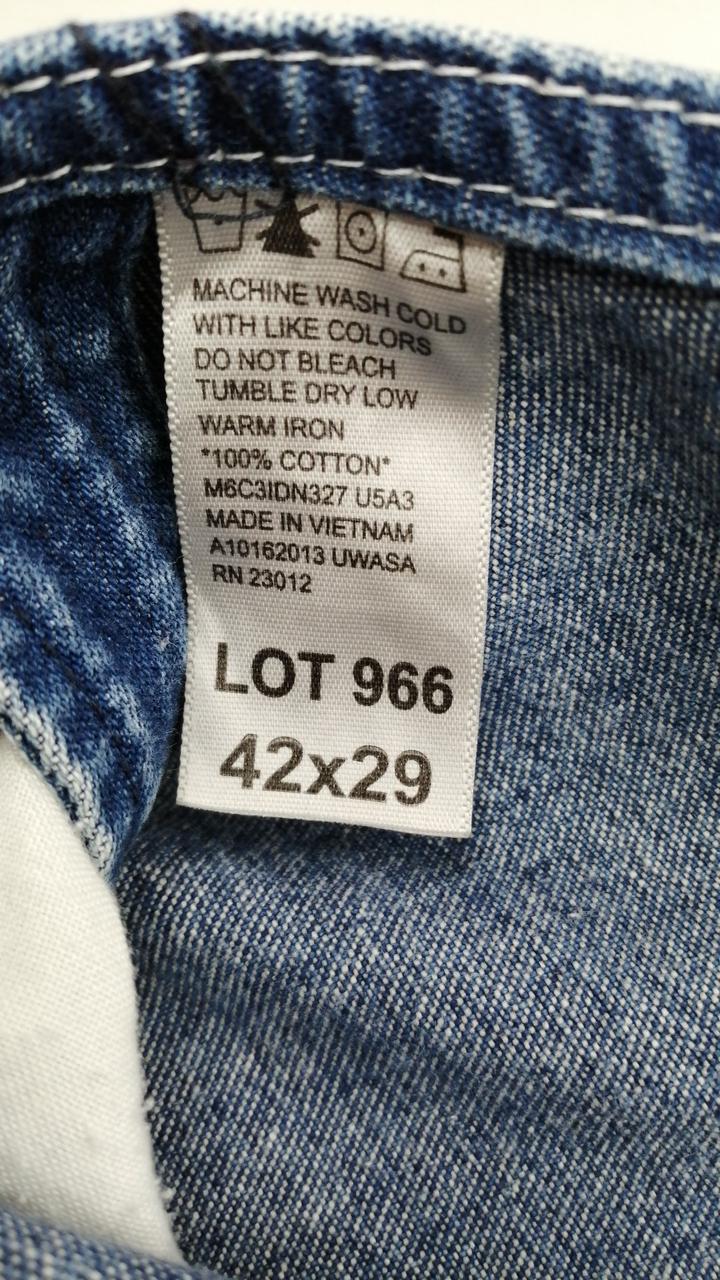 MACHINE WASH COLD
WITH LIKE COLORS
DO NOT BLEACH
TUMBLE DRY LOW
WARM IRON
*100% COTTON*
M6C3IDN327 U5A3
MADE IN VIETNAM
A10162013 UWASA
RN 23012
LOT 966
42x29